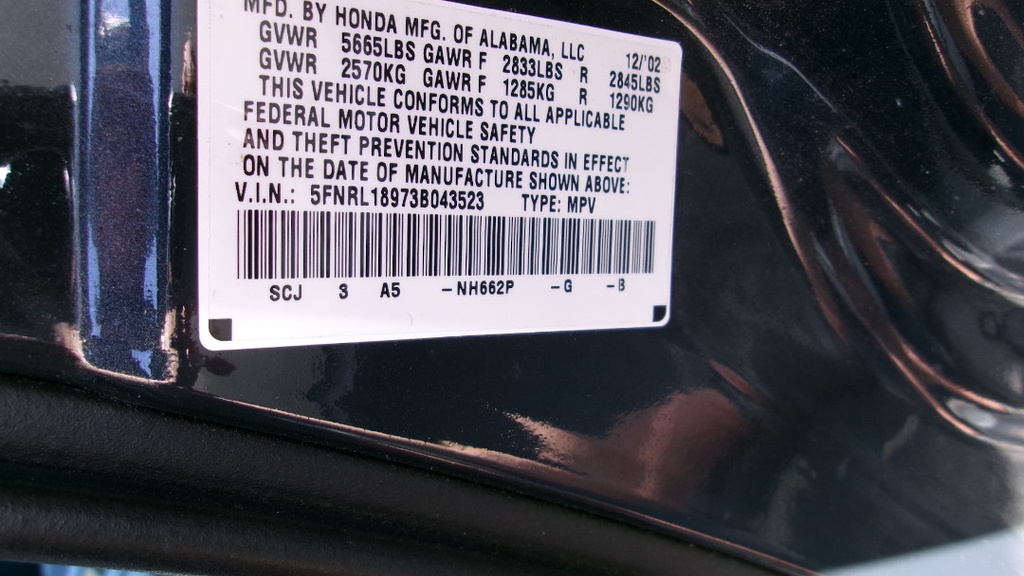 MFD. BY HONDA MFG. OF ALABAMA, LLC 12/'02
GVWR 5665LBS GAWR F 2833LBS R 2845LBS
GVWR 2570KG GAWR F 1285KG R 1290KG
THIS VEHICLE CONFORMS TO ALL APPLICABLE
FEDERAL MOTOR VEHICLE SAFETY
AND THEFT PREVENTION STANDARDS IN EFFECT
ON THE DATE OF MANUFACTURE SHOWN ABOVE:
V.I.N.: 5FNRL18973B043523 TYPE: MPV
SCJ 3 A5 -NH662P -G -B